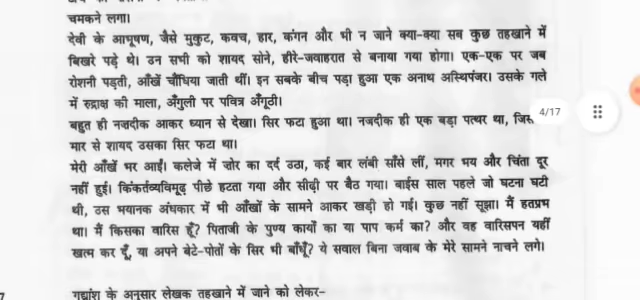 चमकने लगा।
देवी के आभूषण, जैसे मुकुट, कवच, हार, कंगन और भी न जाने क्या-क्या सब कुछ तहखाने में
बिखरे पड़े थे। उन सभी को शायद सोने, हीरे-जवाहरात से बनाया गया होगा। एक-एक पर जब
रोशनी पड़ती, आँखें चौंधिया जाती थीं। इन सबके बीच पड़ा हुआ एक अनाथ अस्थिपंजर। उसके गले
में रुद्राक्ष की माला, अँगुली पर पवित्र अँगूठी।
बहुत ही नज़दीक आकर ध्यान से देखा। सिर फटा हुआ था। नजदीक ही एक बड़ा पत्थर था,
4/17
मार से शायद उसका सिर फटा था।
मेरी आँखें भर आईं। कलेजे में ज़ोर का दर्द उठा, कई बार लंबी साँसे लीं, मगर भय और चिंता दूर
नहीं हुई। किंकर्तव्यविमूढ़ पीछे हटता गया और सीढ़ी पर बैठ गया। बाईस साल पहले जो घटना घटी
थी, उस भयानक अंधकार में भी आँखों के सामने आकर खड़ी हो गई। कुछ नहीं सूझा। मैं हतप्रभ
था। मैं किसका वारिस हूँ? पिताजी के पुण्य कार्यों का या पाप कर्म का? और वह वारिसपन यहीं
खत्म कर दूँ, या अपने बेटे-पोतों के सिर भी बाँधूँ? ये सवाल बिना जवाब के मेरे सामने नाचने लगे।
गद्यांश के अनुसार लेखक तहखाने में जाने को लेकर–